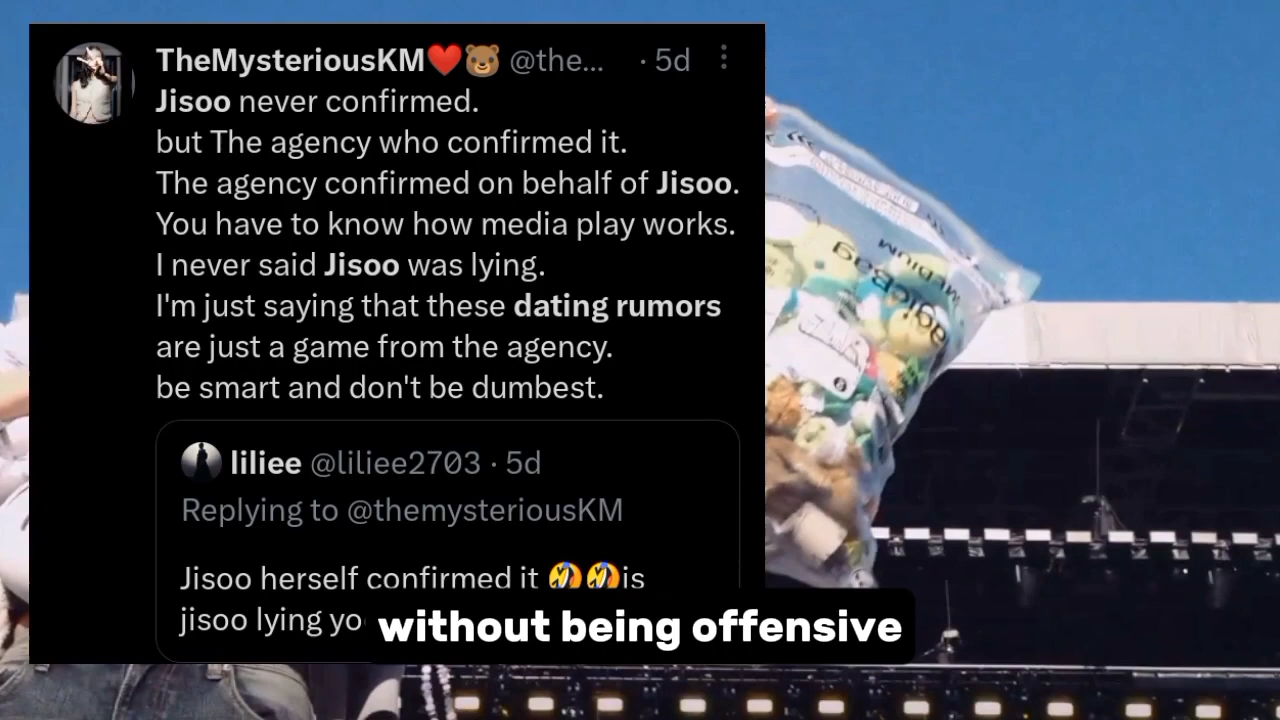 TheMysteriousKM❤️🐻 @the... · 5d
Jisoo never confirmed.
but The agency who confirmed it.
The agency confirmed on behalf of Jisoo.
You have to know how media play works.
I never said Jisoo was lying.
I'm just saying that these dating rumors
are just a game from the agency.
be smart and don't be dumbest.
liliee @liliee2703 · 5d
Replying to @themysteriousKM
Jisoo herself confirmed it 🤣🤣is
jisoo lying yo
without being offensive
MEDIUM
agicBag